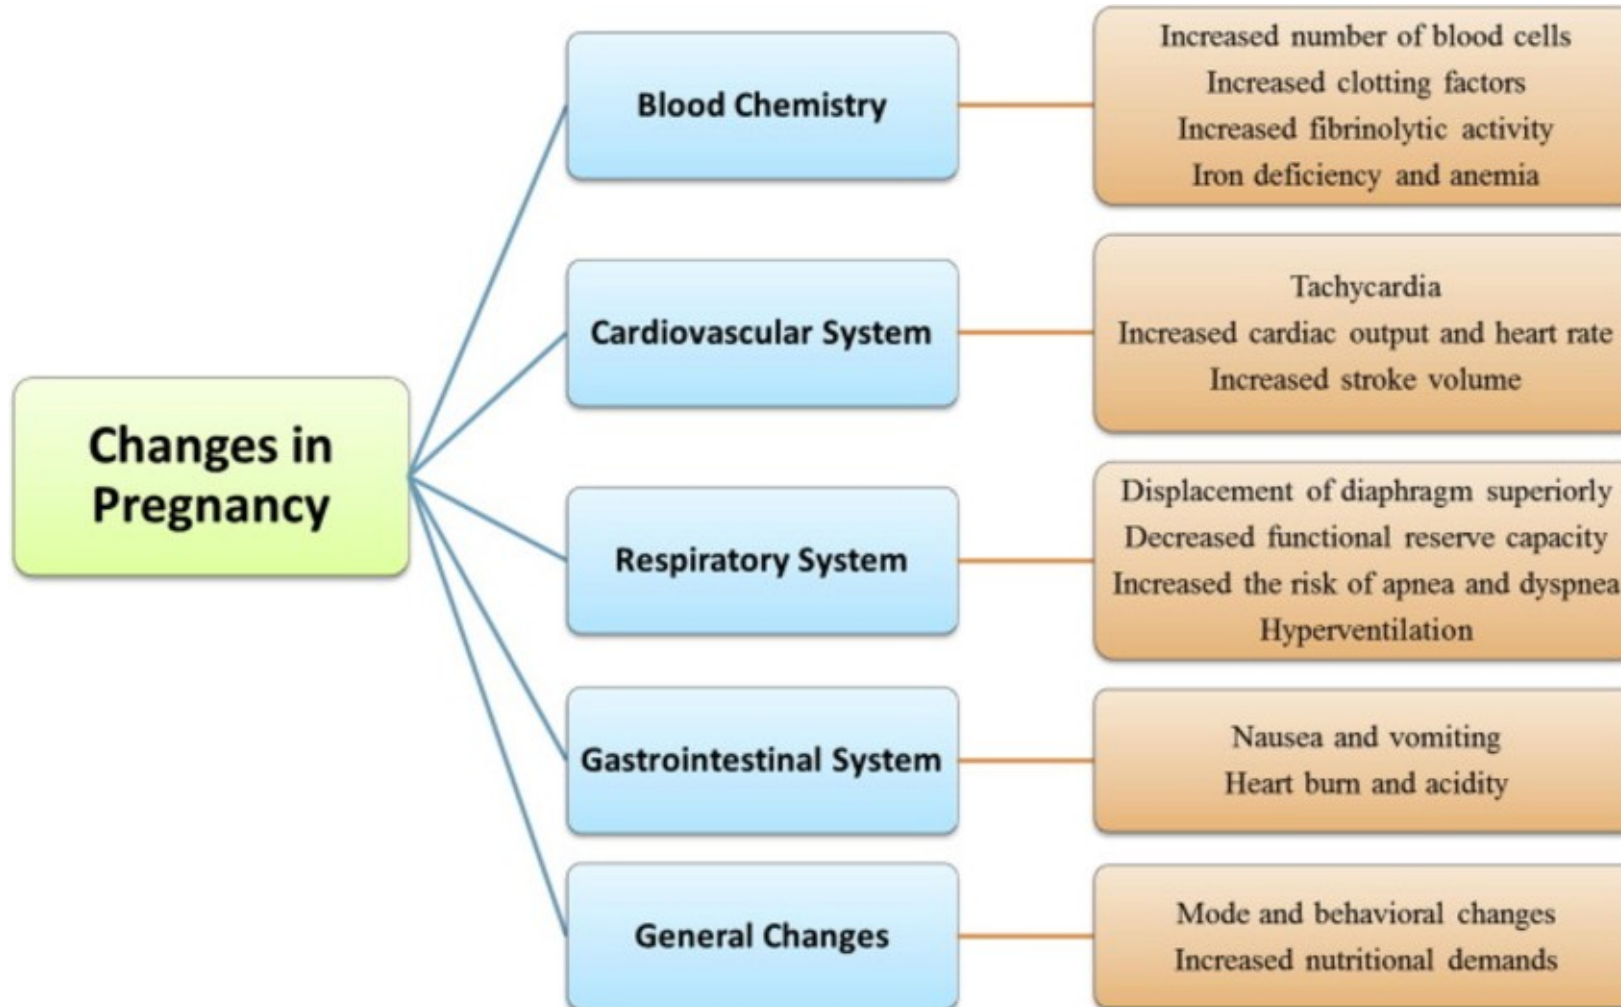 Changes in
Pregnancy
Blood Chemistry
Increased number of blood cells
Increased clotting factors
Increased fibrinolytic activity
Iron deficiency and anemia
Cardiovascular System
Tachycardia
Increased cardiac output and heart rate
Increased stroke volume
Respiratory System
Displacement of diaphragm superiorly
Decreased functional reserve capacity
Increased the risk of apnea and dyspnea
Hyperventilation
Gastrointestinal System
Nausea and vomiting
Heart burn and acidity
General Changes
Mode and behavioral changes
Increased nutritional demands